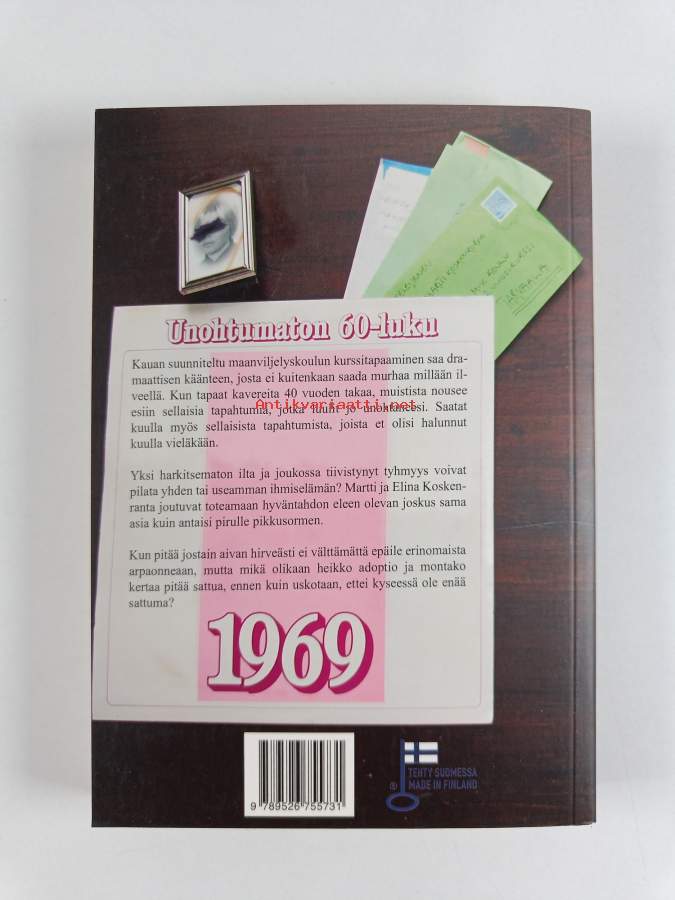 Unohtumaton 60-luku
Kauan suunniteltu maanviljelyskoulun kurssitapaaminen saa dra-
maattisen käänteen, josta ei kuitenkaan saada murhaa millään il-
veellä. Kun tapaat kavereita 40 vuoden takaa, muistista nousee
esiin sellaisia tapahtumia, jotka luulit jo unohtaneesi. Saatat
Antikvariaatti.net
kuulla myös sellaisista tapahtumista, joista et olisi halunnut
kuulla vieläkään.
Yksi harkitsematon ilta ja joukossa tiivistynyt tyhmyys voivat
pilata yhden tai useamman ihmiselämän? Martti ja Elina Kosken-
ranta joutuvat toteamaan hyväntahdon eleen olevan joskus sama
asia kuin antaisi pirulle pikkusormen.
Kun pitää jostain aivan hirveästi ei välttämättä epäile erinomaista
arpaonneaan, mutta mikä olikaan heikko adoptio ja montako
kertaa pitää sattua, ennen kuin uskotaan, ettei kyseessä ole enää
sattuma?
1969
9 789526 755731
®
TEHTY SUOMESSA
MADE IN FINLAND